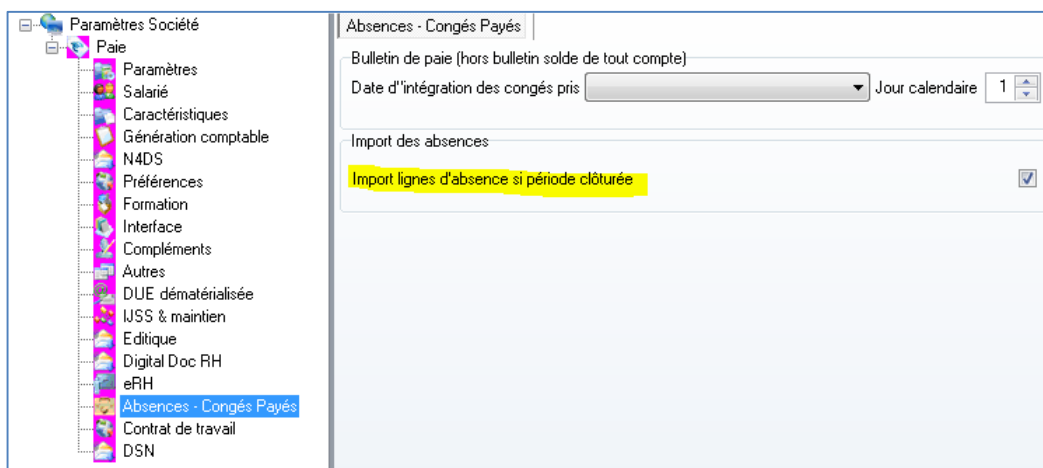 Paramètres Société
Paie
Paramètres
Salarié
Caractéristiques
Génération comptable
N4DS
Préférences
Formation
Interface
Compléments
Autres
DUE dématérialisée
IJSS & maintien
Editique
Digital Doc RH
eRH
Absences - Congés Payés
Contrat de travail
DSN
Absences - Congés Payés
Bulletin de paie (hors bulletin solde de tout compte)
Date d''intégration des congés pris Jour calendaire 1
Import des absences
Import lignes d'absence si période clôturée